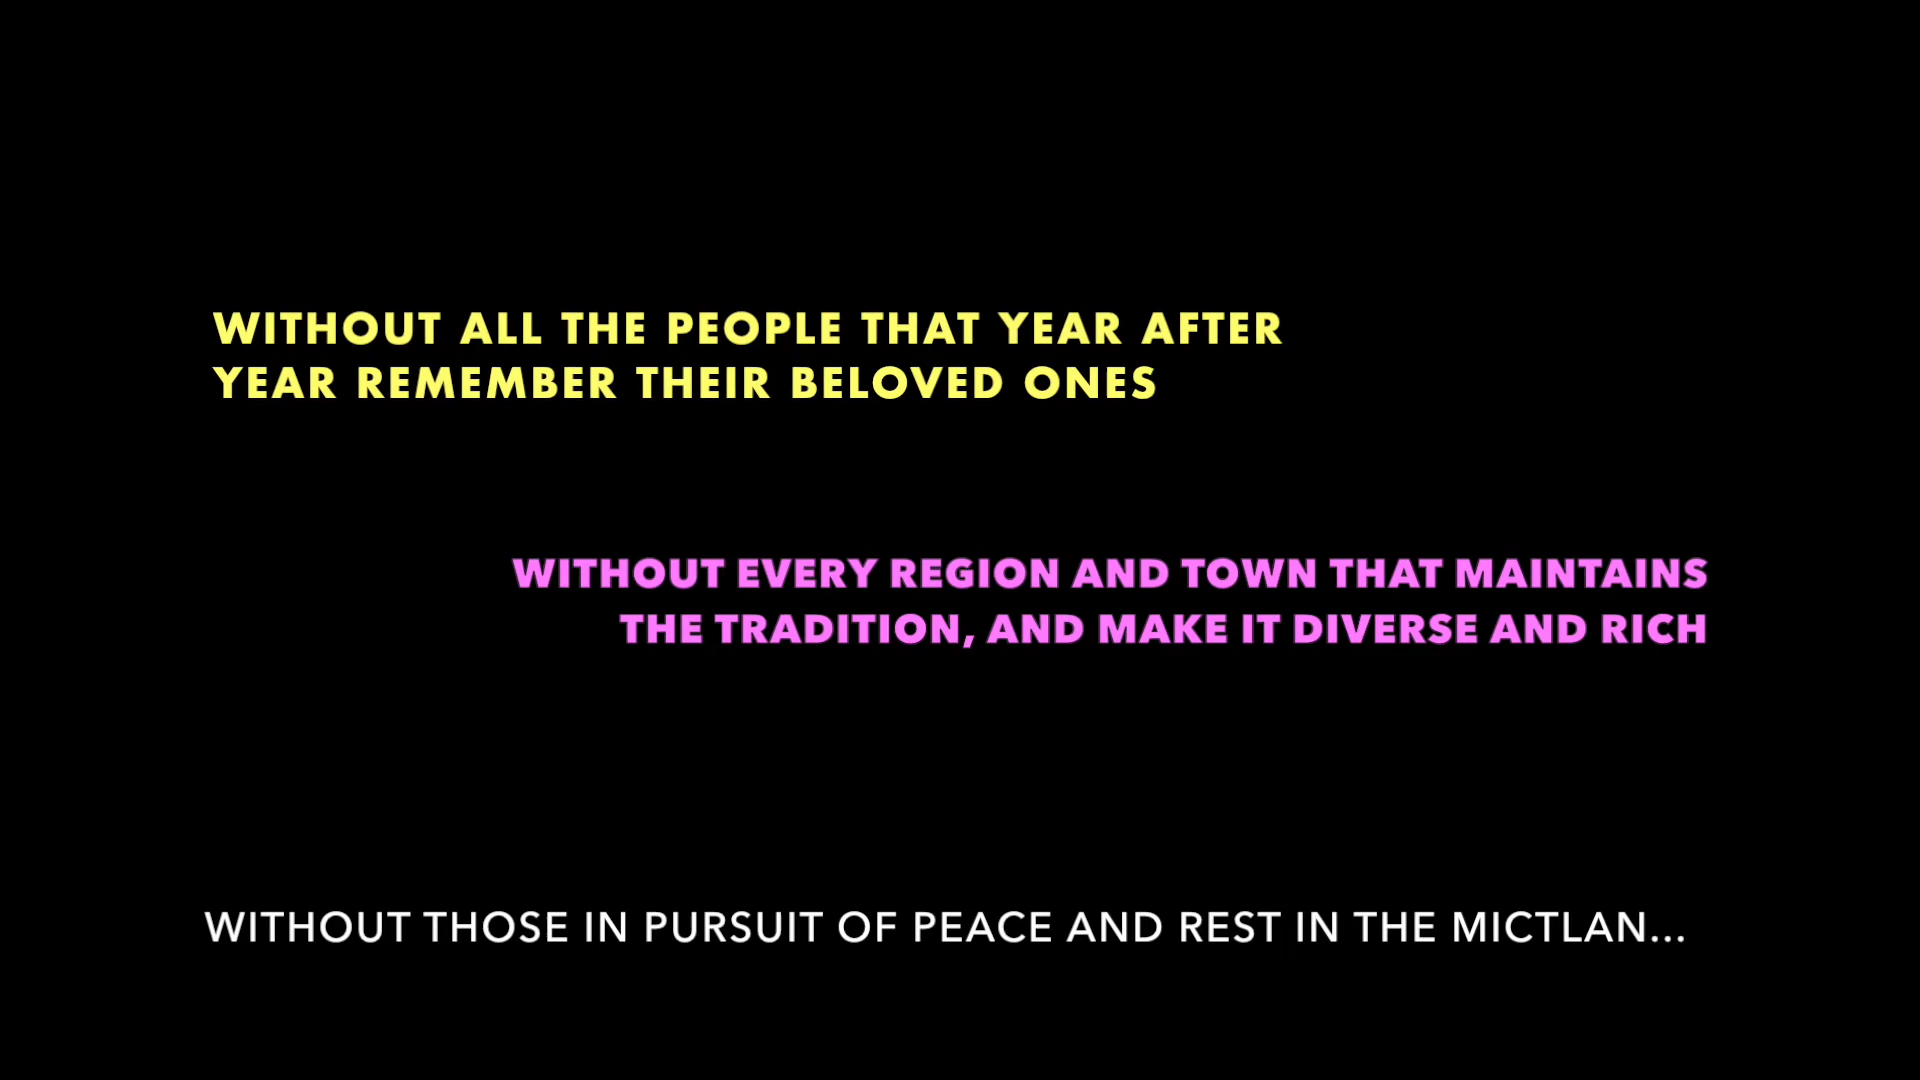 WITHOUT ALL THE PEOPLE THAT YEAR AFTER
YEAR REMEMBER THEIR BELOVED ONES
WITHOUT EVERY REGION AND TOWN THAT MAINTAINS
THE TRADITION, AND MAKE IT DIVERSE AND RICH
WITHOUT THOSE IN PURSUIT OF PEACE AND REST IN THE MICTLAN...